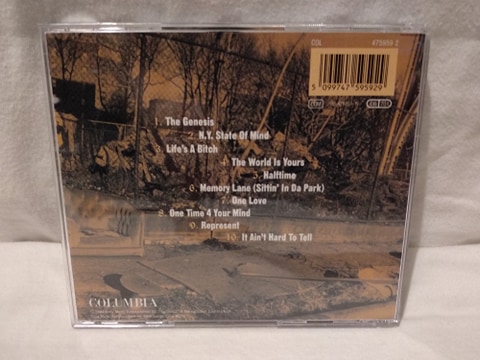 COL 475959 2
5 099747 595929
1. The Genesis
2. N.Y. State Of Mind
3. Life's A Bitch
4. The World Is Yours
5. Halftime
6. Memory Lane (Sittin' In Da Park)
7. One Love
8. One Time 4 Your Mind
9. Represent
10. It Ain't Hard To Tell
COLUMBIA